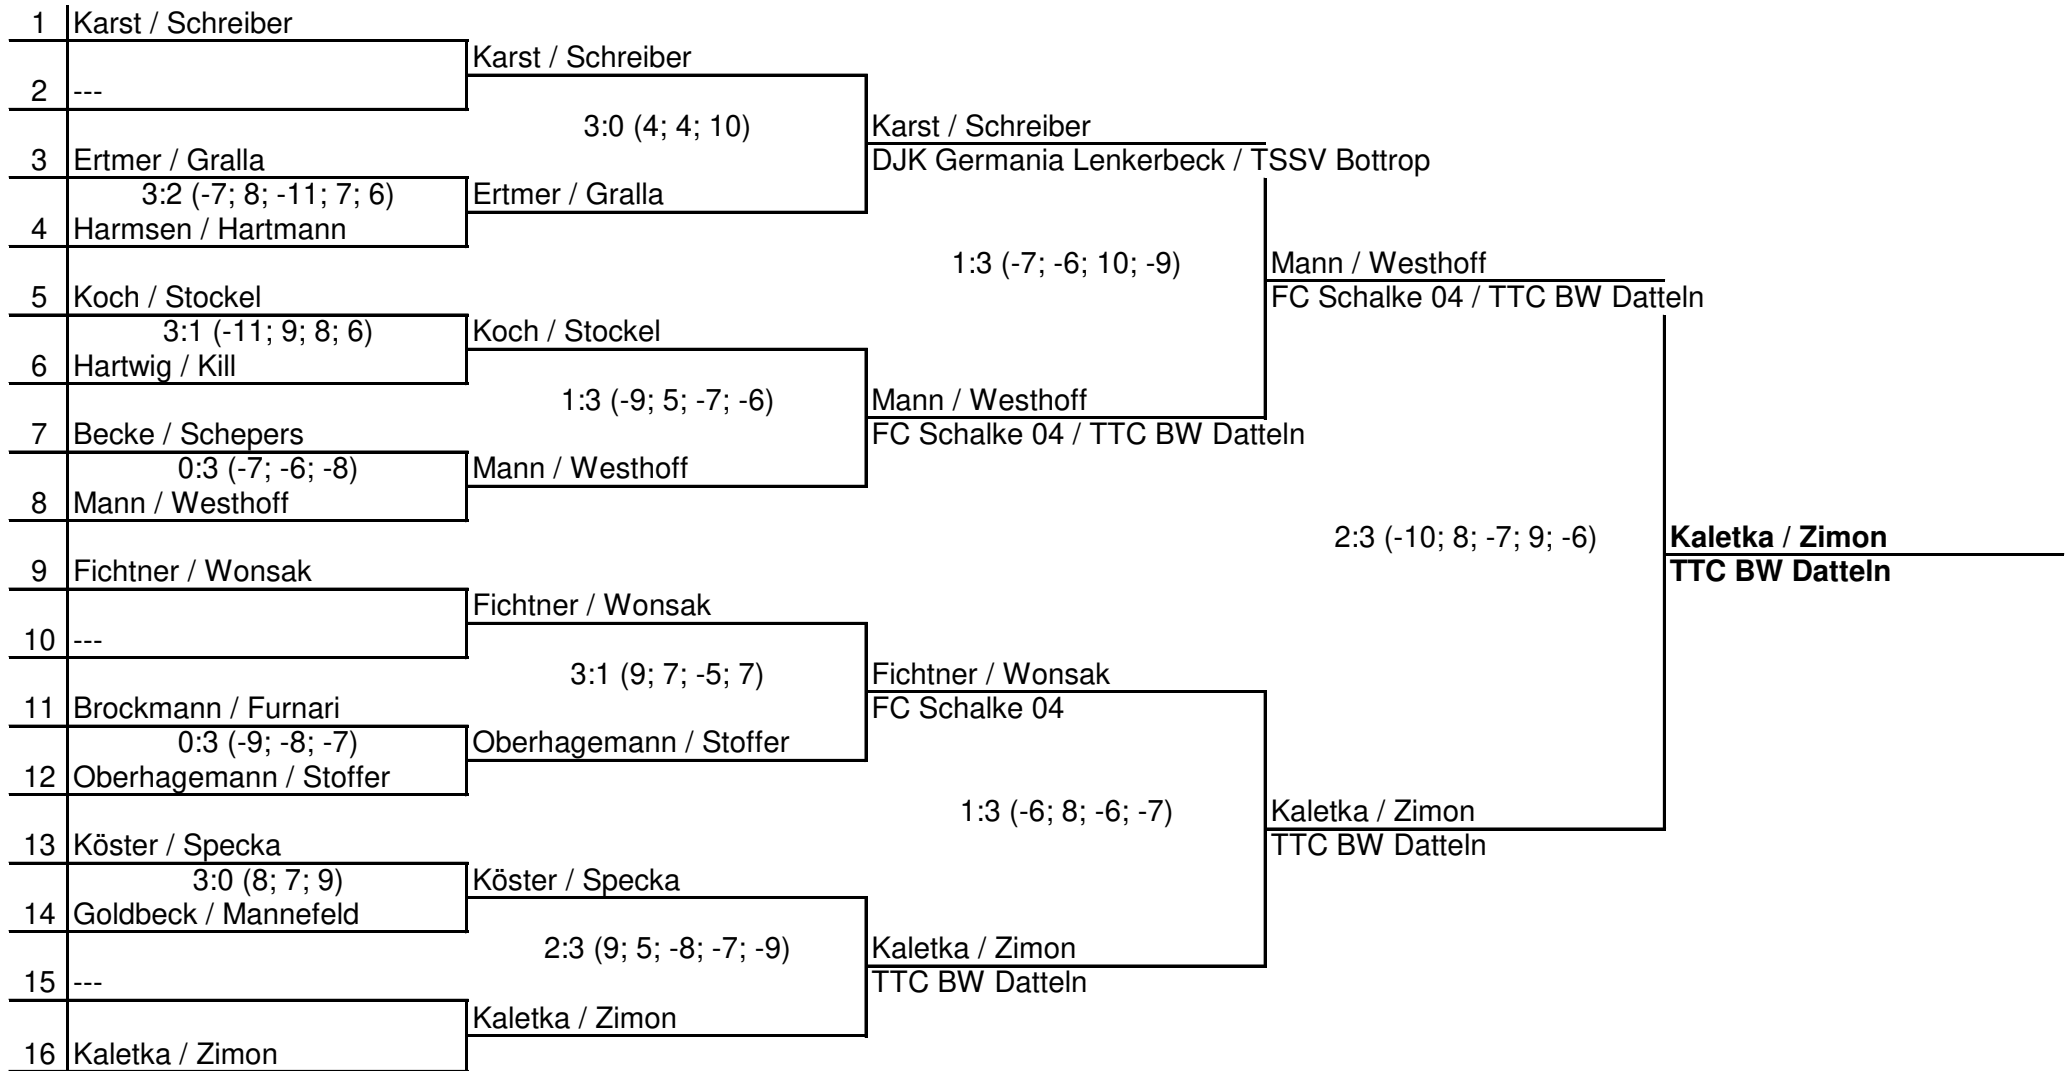 1 Karst / Schreiber
Karst / Schreiber
2 ---
3:0 (4; 4; 10)
Karst / Schreiber
DJK Germania Lenkerbeck / TSSV Bottrop
3 Ertmer / Gralla
3:2 (-7; 8; -11; 7; 6)
Ertmer / Gralla
4 Harmsen / Hartmann
1:3 (-7; -6; 10; -9)
Mann / Westhoff
FC Schalke 04 / TTC BW Datteln
5 Koch / Stockel
3:1 (-11; 9; 8; 6)
Koch / Stockel
6 Hartwig / Kill
1:3 (-9; 5; -7; -6)
Mann / Westhoff
FC Schalke 04 / TTC BW Datteln
7 Becke / Schepers
0:3 (-7; -6; -8)
Mann / Westhoff
8 Mann / Westhoff
2:3 (-10; 8; -7; 9; -6)
Kaletka / Zimon
TTC BW Datteln
9 Fichtner / Wonsak
Fichtner / Wonsak
10 ---
3:1 (9; 7; -5; 7)
Fichtner / Wonsak
FC Schalke 04
11 Brockmann / Furnari
0:3 (-9; -8; -7)
Oberhagemann / Stoffer
12 Oberhagemann / Stoffer
1:3 (-6; 8; -6; -7)
Kaletka / Zimon
TTC BW Datteln
13 Köster / Specka
3:0 (8; 7; 9)
Köster / Specka
14 Goldbeck / Mannefeld
2:3 (9; 5; -8; -7; -9)
Kaletka / Zimon
TTC BW Datteln
15 ---
Kaletka / Zimon
16 Kaletka / Zimon